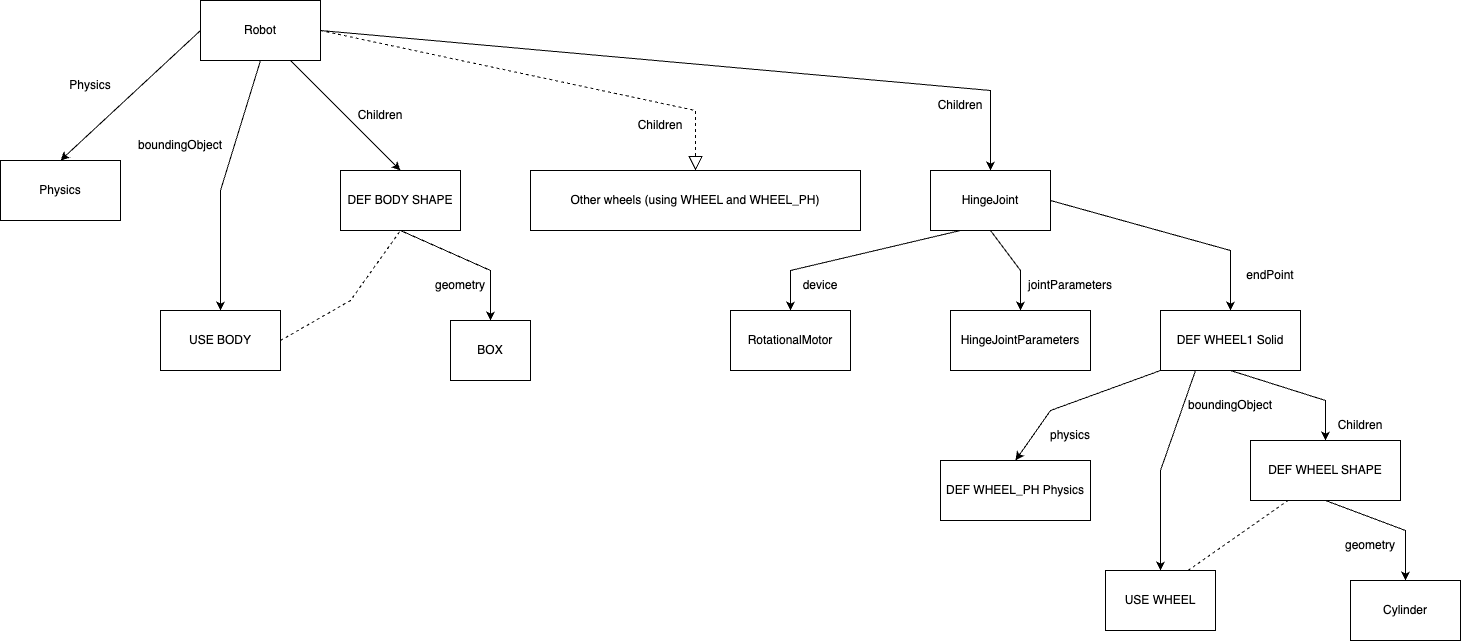 Robot
Physics
boundingObject
Children
Children
Children
Physics
DEF BODY SHAPE
Other wheels (using WHEEL and WHEEL_PH)
HingeJoint
geometry
device
jointParameters
endPoint
USE BODY
BOX
RotationalMotor
HingeJointParameters
DEF WHEEL1 Solid
physics
boundingObject
Children
DEF WHEEL_PH Physics
DEF WHEEL SHAPE
geometry
USE WHEEL
Cylinder